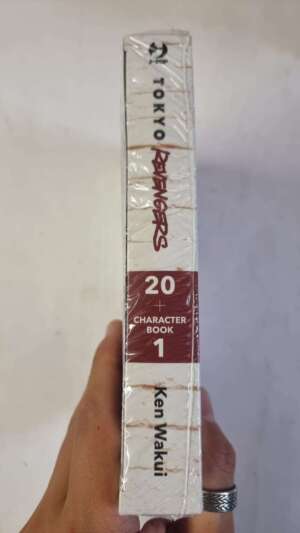 TOKYO
REVENGERS
20
+
CHARACTER
BOOK
1
Ken Wakui